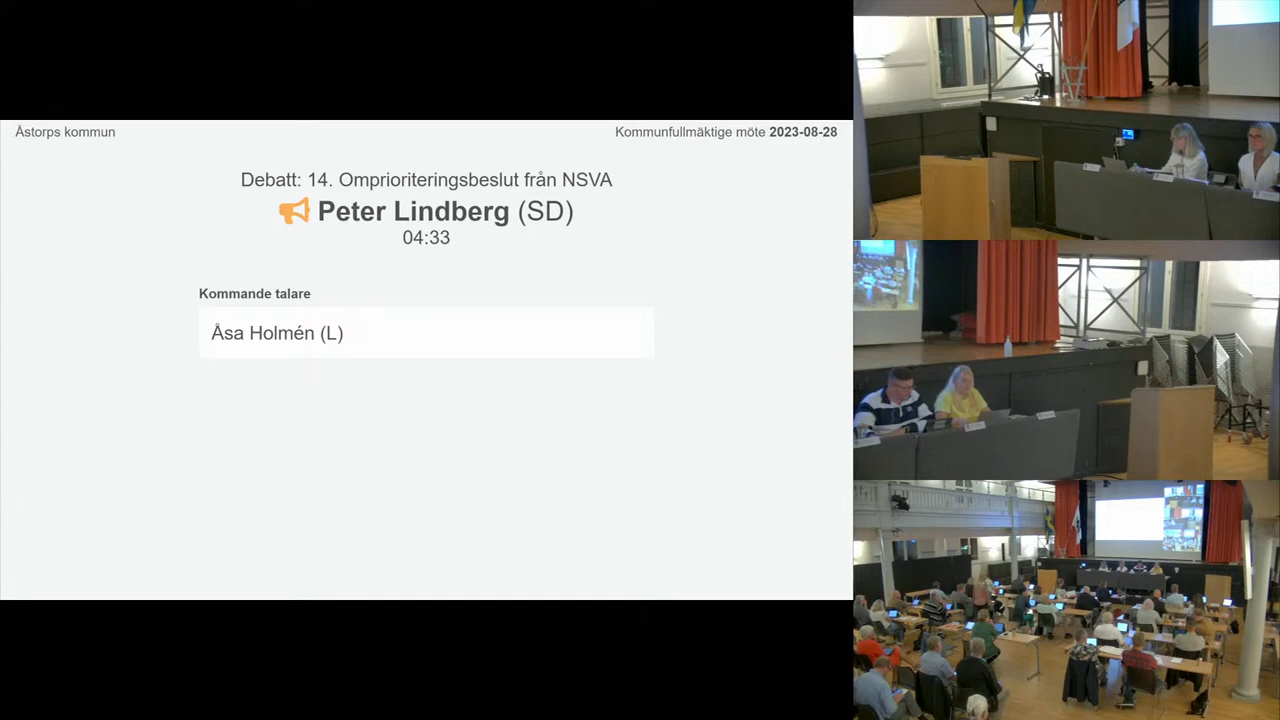 Åstorps kommun
Kommunfullmäktige möte 2023-08-28
Debatt: 14. Omprioriteringsbeslut från NSVA
Peter Lindberg (SD)
04:33
Kommande talare
Åsa Holmén (L)